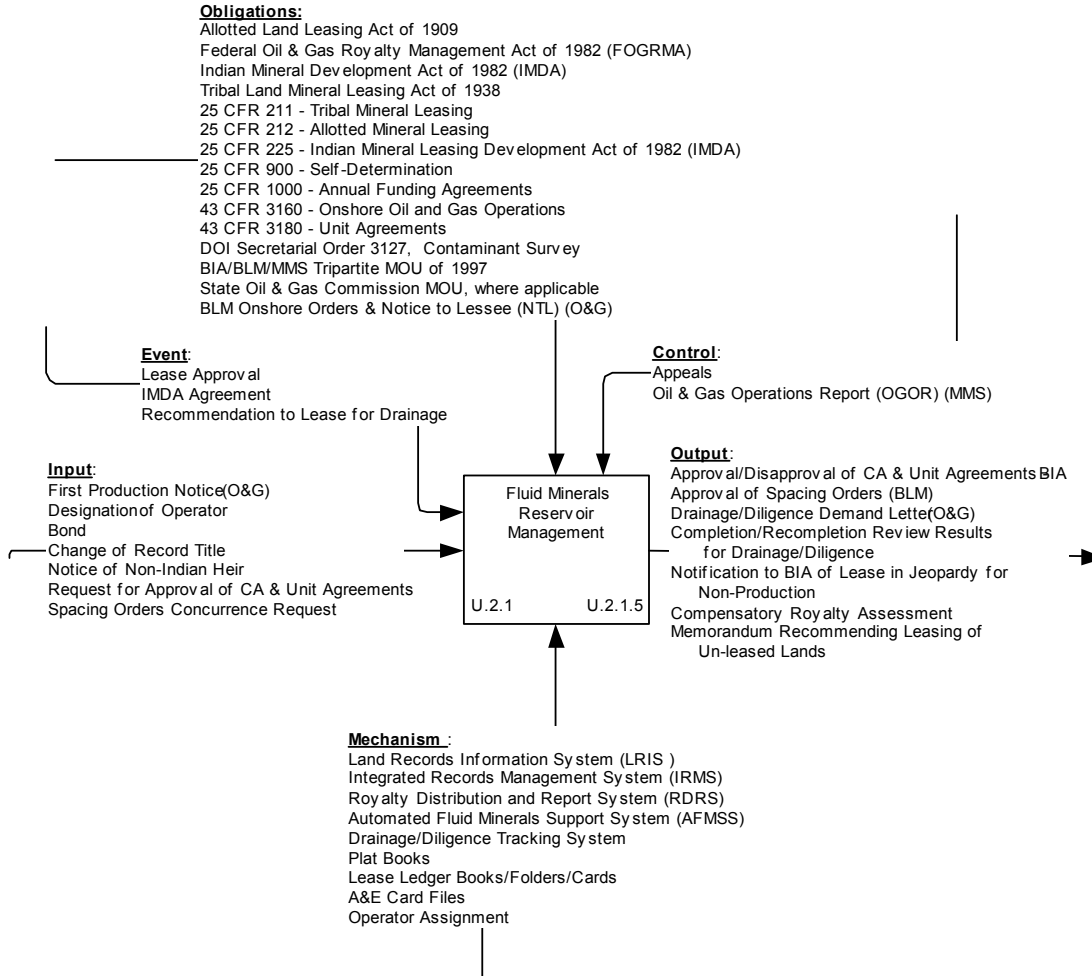 Obligations:
Allotted Land Leasing Act of 1909
Federal Oil & Gas Royalty Management Act of 1982 (FOGRMA)
Indian Mineral Development Act of 1982 (IMDA)
Tribal Land Mineral Leasing Act of 1938
25 CFR 211 - Tribal Mineral Leasing
25 CFR 212 - Allotted Mineral Leasing
25 CFR 225 - Indian Mineral Leasing Development Act of 1982 (IMDA)
25 CFR 900 - Self-Determination
25 CFR 1000 - Annual Funding Agreements
43 CFR 3160 - Onshore Oil and Gas Operations
43 CFR 3180 - Unit Agreements
DOI Secretarial Order 3127, Contaminant Survey
BIA/BLM/MMS Tripartite MOU of 1997
State Oil & Gas Commission MOU, where applicable
BLM Onshore Orders & Notice to Lessee (NTL) (O&G)
Event:
Lease Approval
IMDA Agreement
Recommendation to Lease for Drainage
Control:
Appeals
Oil & Gas Operations Report (OGOR) (MMS)
Input:
First Production Notice(O&G)
Designation of Operator
Bond
Change of Record Title
Notice of Non-Indian Heir
Request for Approval of CA & Unit Agreements
Spacing Orders Concurrence Request
Fluid Minerals
Reservoir
Management
U.2.1 U.2.1.5
Output:
Approval/Disapproval of CA & Unit Agreements BIA
Approval of Spacing Orders (BLM)
Drainage/Diligence Demand Letter(O&G)
Completion/Recompletion Review Results
for Drainage/Diligence
Notification to BIA of Lease in Jeopardy for
Non-Production
Compensatory Royalty Assessment
Memorandum Recommending Leasing of
Un-leased Lands
Mechanism :
Land Records Information System (LRIS )
Integrated Records Management System (IRMS)
Royalty Distribution and Report System (RDRS)
Automated Fluid Minerals Support System (AFMSS)
Drainage/Diligence Tracking System
Plat Books
Lease Ledger Books/Folders/Cards
A&E Card Files
Operator Assignment